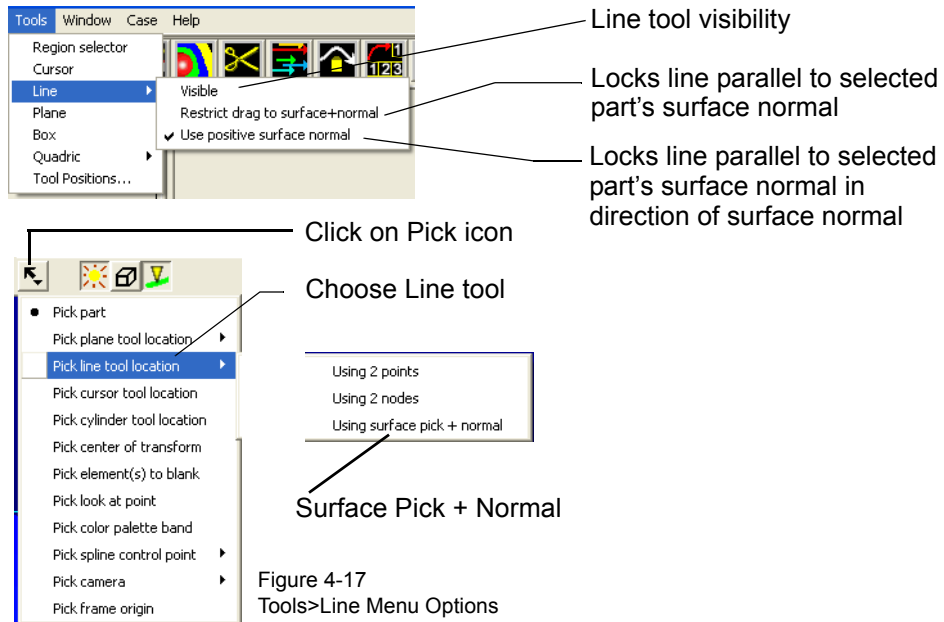 Tools Window Case Help
Line tool visibility
Region selector
Cursor
Line
Plane
Box
Quadric
Tool Positions...
1
123
Visible
Restrict drag to surface+normal
✓ Use positive surface normal
Locks line parallel to selected
part's surface normal
Locks line parallel to selected
part's surface normal in
direction of surface normal
Click on Pick icon
Choose Line tool
Pick part
Pick plane tool location
Pick line tool location
Pick cursor tool location
Pick cylinder tool location
Pick center of transform
Pick element(s) to blank
Pick look at point
Pick color palette band
Pick spline control point
Pick camera
Pick frame origin
Using 2 points
Using 2 nodes
Using surface pick + normal
Surface Pick + Normal
Figure 4-17
Tools>Line Menu Options